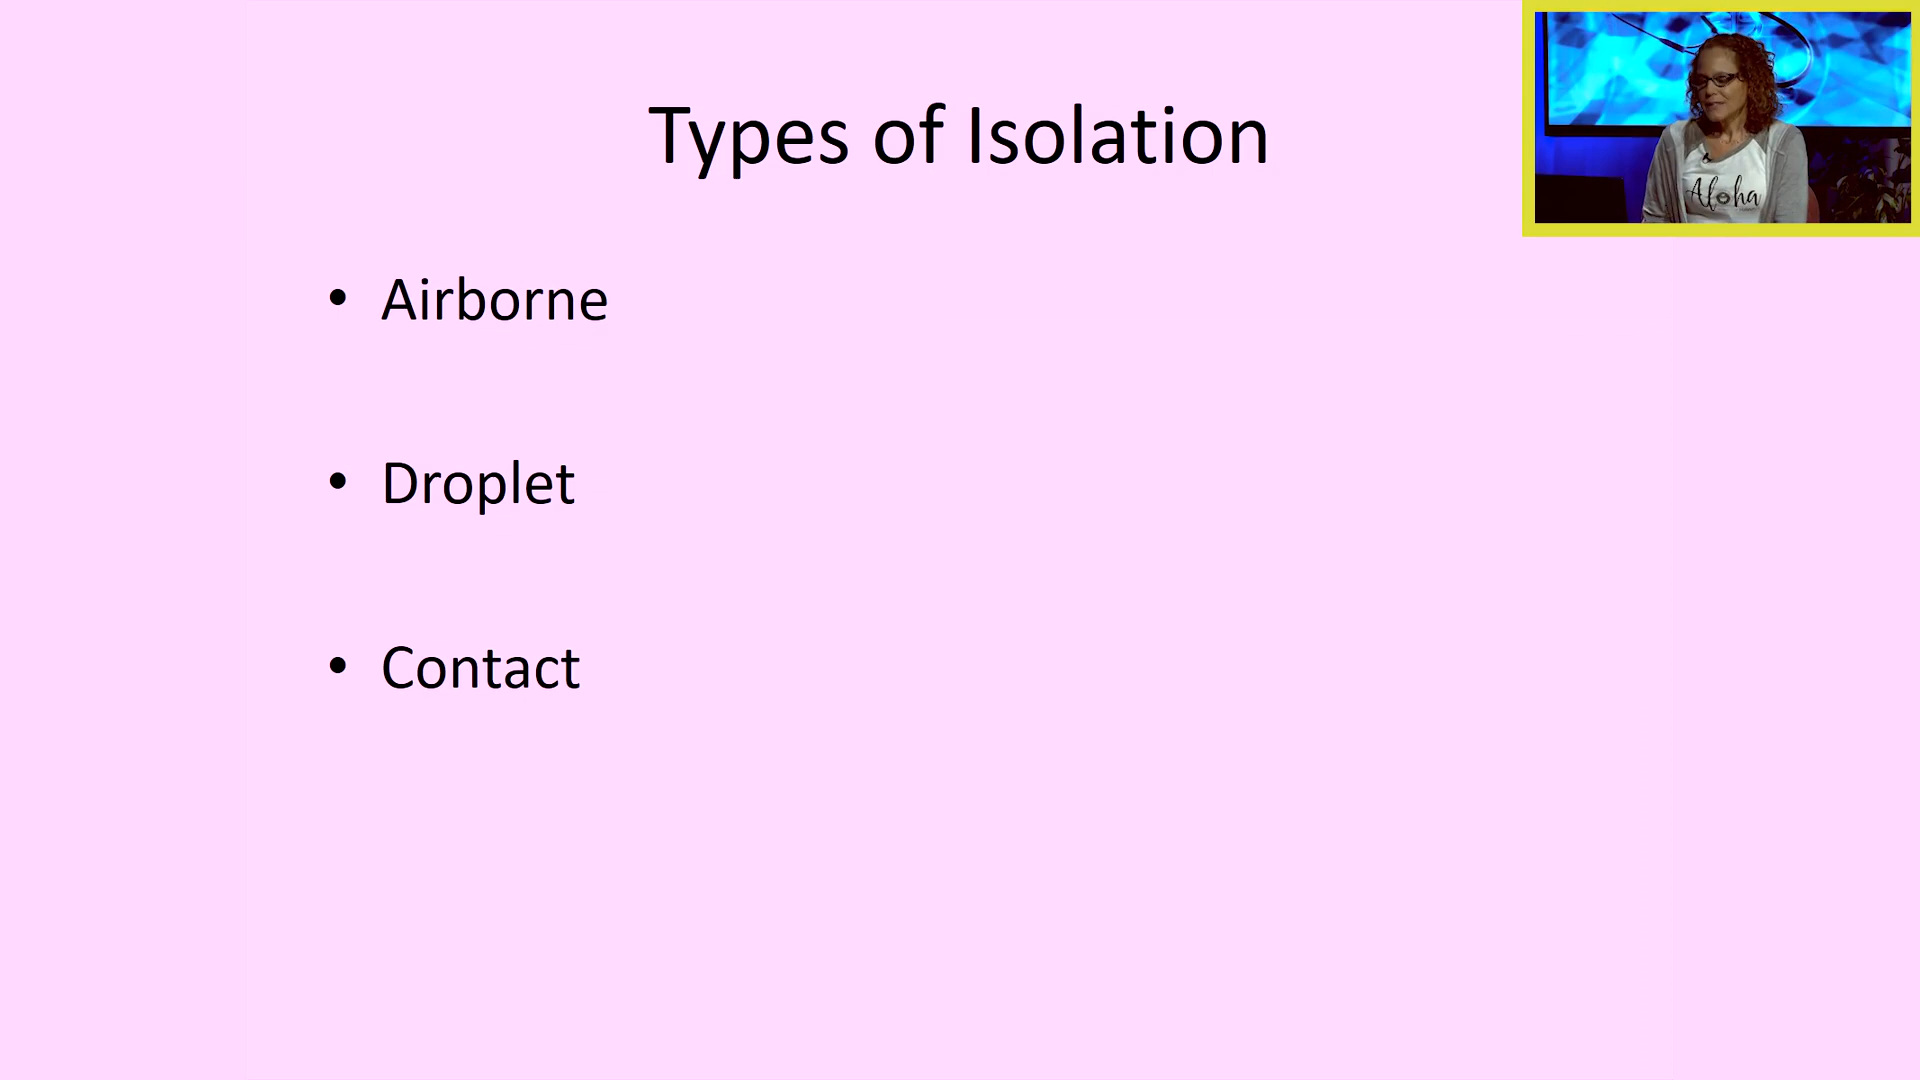 Types of Isolation
Aloha
• Airborne
• Droplet
• Contact